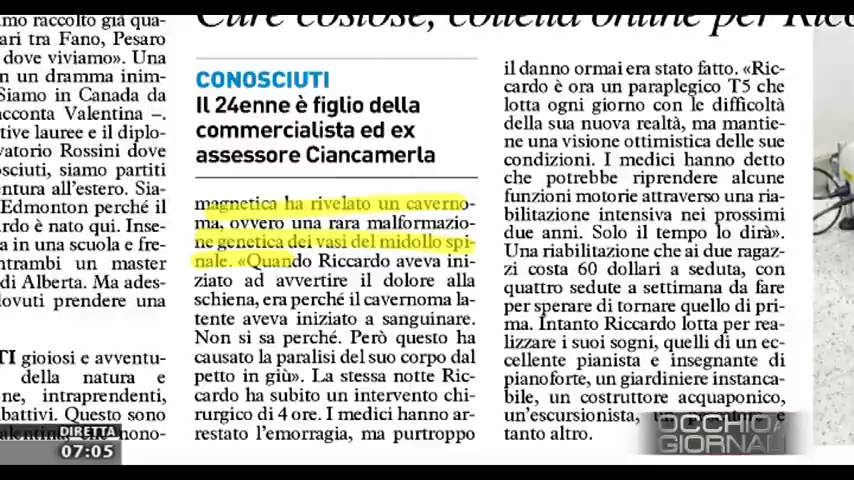 Cure costose, colletta online per Ricc
mo raccolto già qua-
ari tra Fano, Pesaro
dove viviamo». Una
n un dramma inim-
Siamo in Canada da
acconta Valentina –.
tive lauree e il diplo-
vatorio Rossini dove
sciuti, siamo partiti
entura all'estero. Sia-
Edmonton perché il
rdo è nato qui. Inse-
a in una scuola e fre-
ntrambi un master
di Alberta. Ma ades-
lovuti prendere una
TI gioiosi e avventu-
della natura e
ne, intraprendenti,
battivi. Questo sono
nono-
CONOSCIUTI
Il 24enne è figlio della
commercialista ed ex
assessore Ciancamerla
magnetica ha rivelato un caverno-
ma, ovvero una rara malformazio-
ne genetica dei vasi del midollo spi-
nale. «Quando Riccardo aveva ini-
ziato ad avvertire il dolore alla
schiena, era perché il cavernoma la-
tente aveva iniziato a sanguinare.
Non si sa perché. Però questo ha
causato la paralisi del suo corpo dal
petto in giù». La stessa notte Ric-
cardo ha subito un intervento chi-
rurgico di 4 ore. I medici hanno ar-
restato l'emorragia, ma purtroppo
il danno ormai era stato fatto. «Ric-
cardo è ora un paraplegico T5 che
lotta ogni giorno con le difficoltà
della sua nuova realtà, ma mantie-
ne una visione ottimistica delle sue
condizioni. I medici hanno detto
che potrebbe riprendere alcune
funzioni motorie attraverso una ria-
bilitazione intensiva nei prossimi
due anni. Solo il tempo lo dirà».
Una riabilitazione che ai due ragaz-
zi costa 60 dollari a seduta, con
quattro sedute a settimana da fare
per sperare di tornare quello di pri-
ma. Intanto Riccardo lotta per rea-
lizzare i suoi sogni, quelli di un ec-
cellente pianista e insegnante di
pianoforte, un giardiniere instanca-
bile, un costruttore acquaponico,
un'escursionista, un
tanto altro.
DIRETTA
07:05
OCCHIO AI
GIORNALI